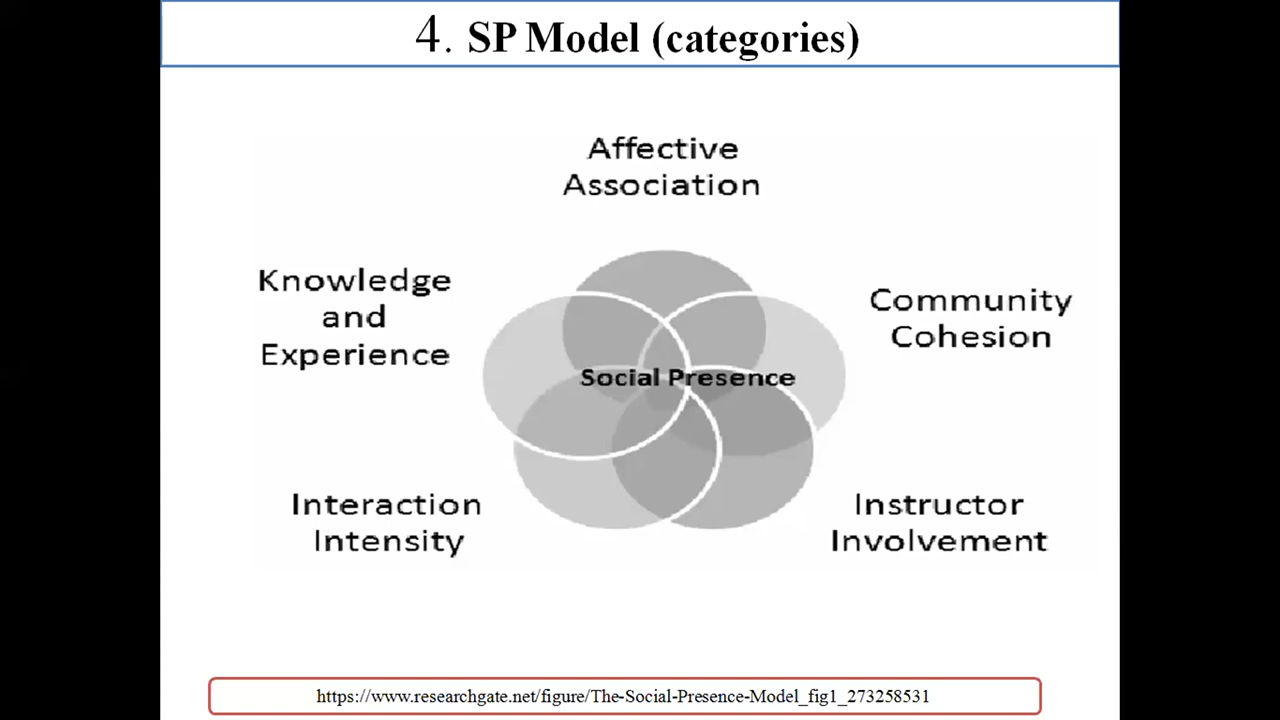 4. SP Model (categories)
Affective
Association
Knowledge
and
Experience
Community
Cohesion
Social Presence
Interaction
Intensity
Instructor
Involvement
https://www.researchgate.net/figure/The-Social-Presence-Model_fig1_273258531